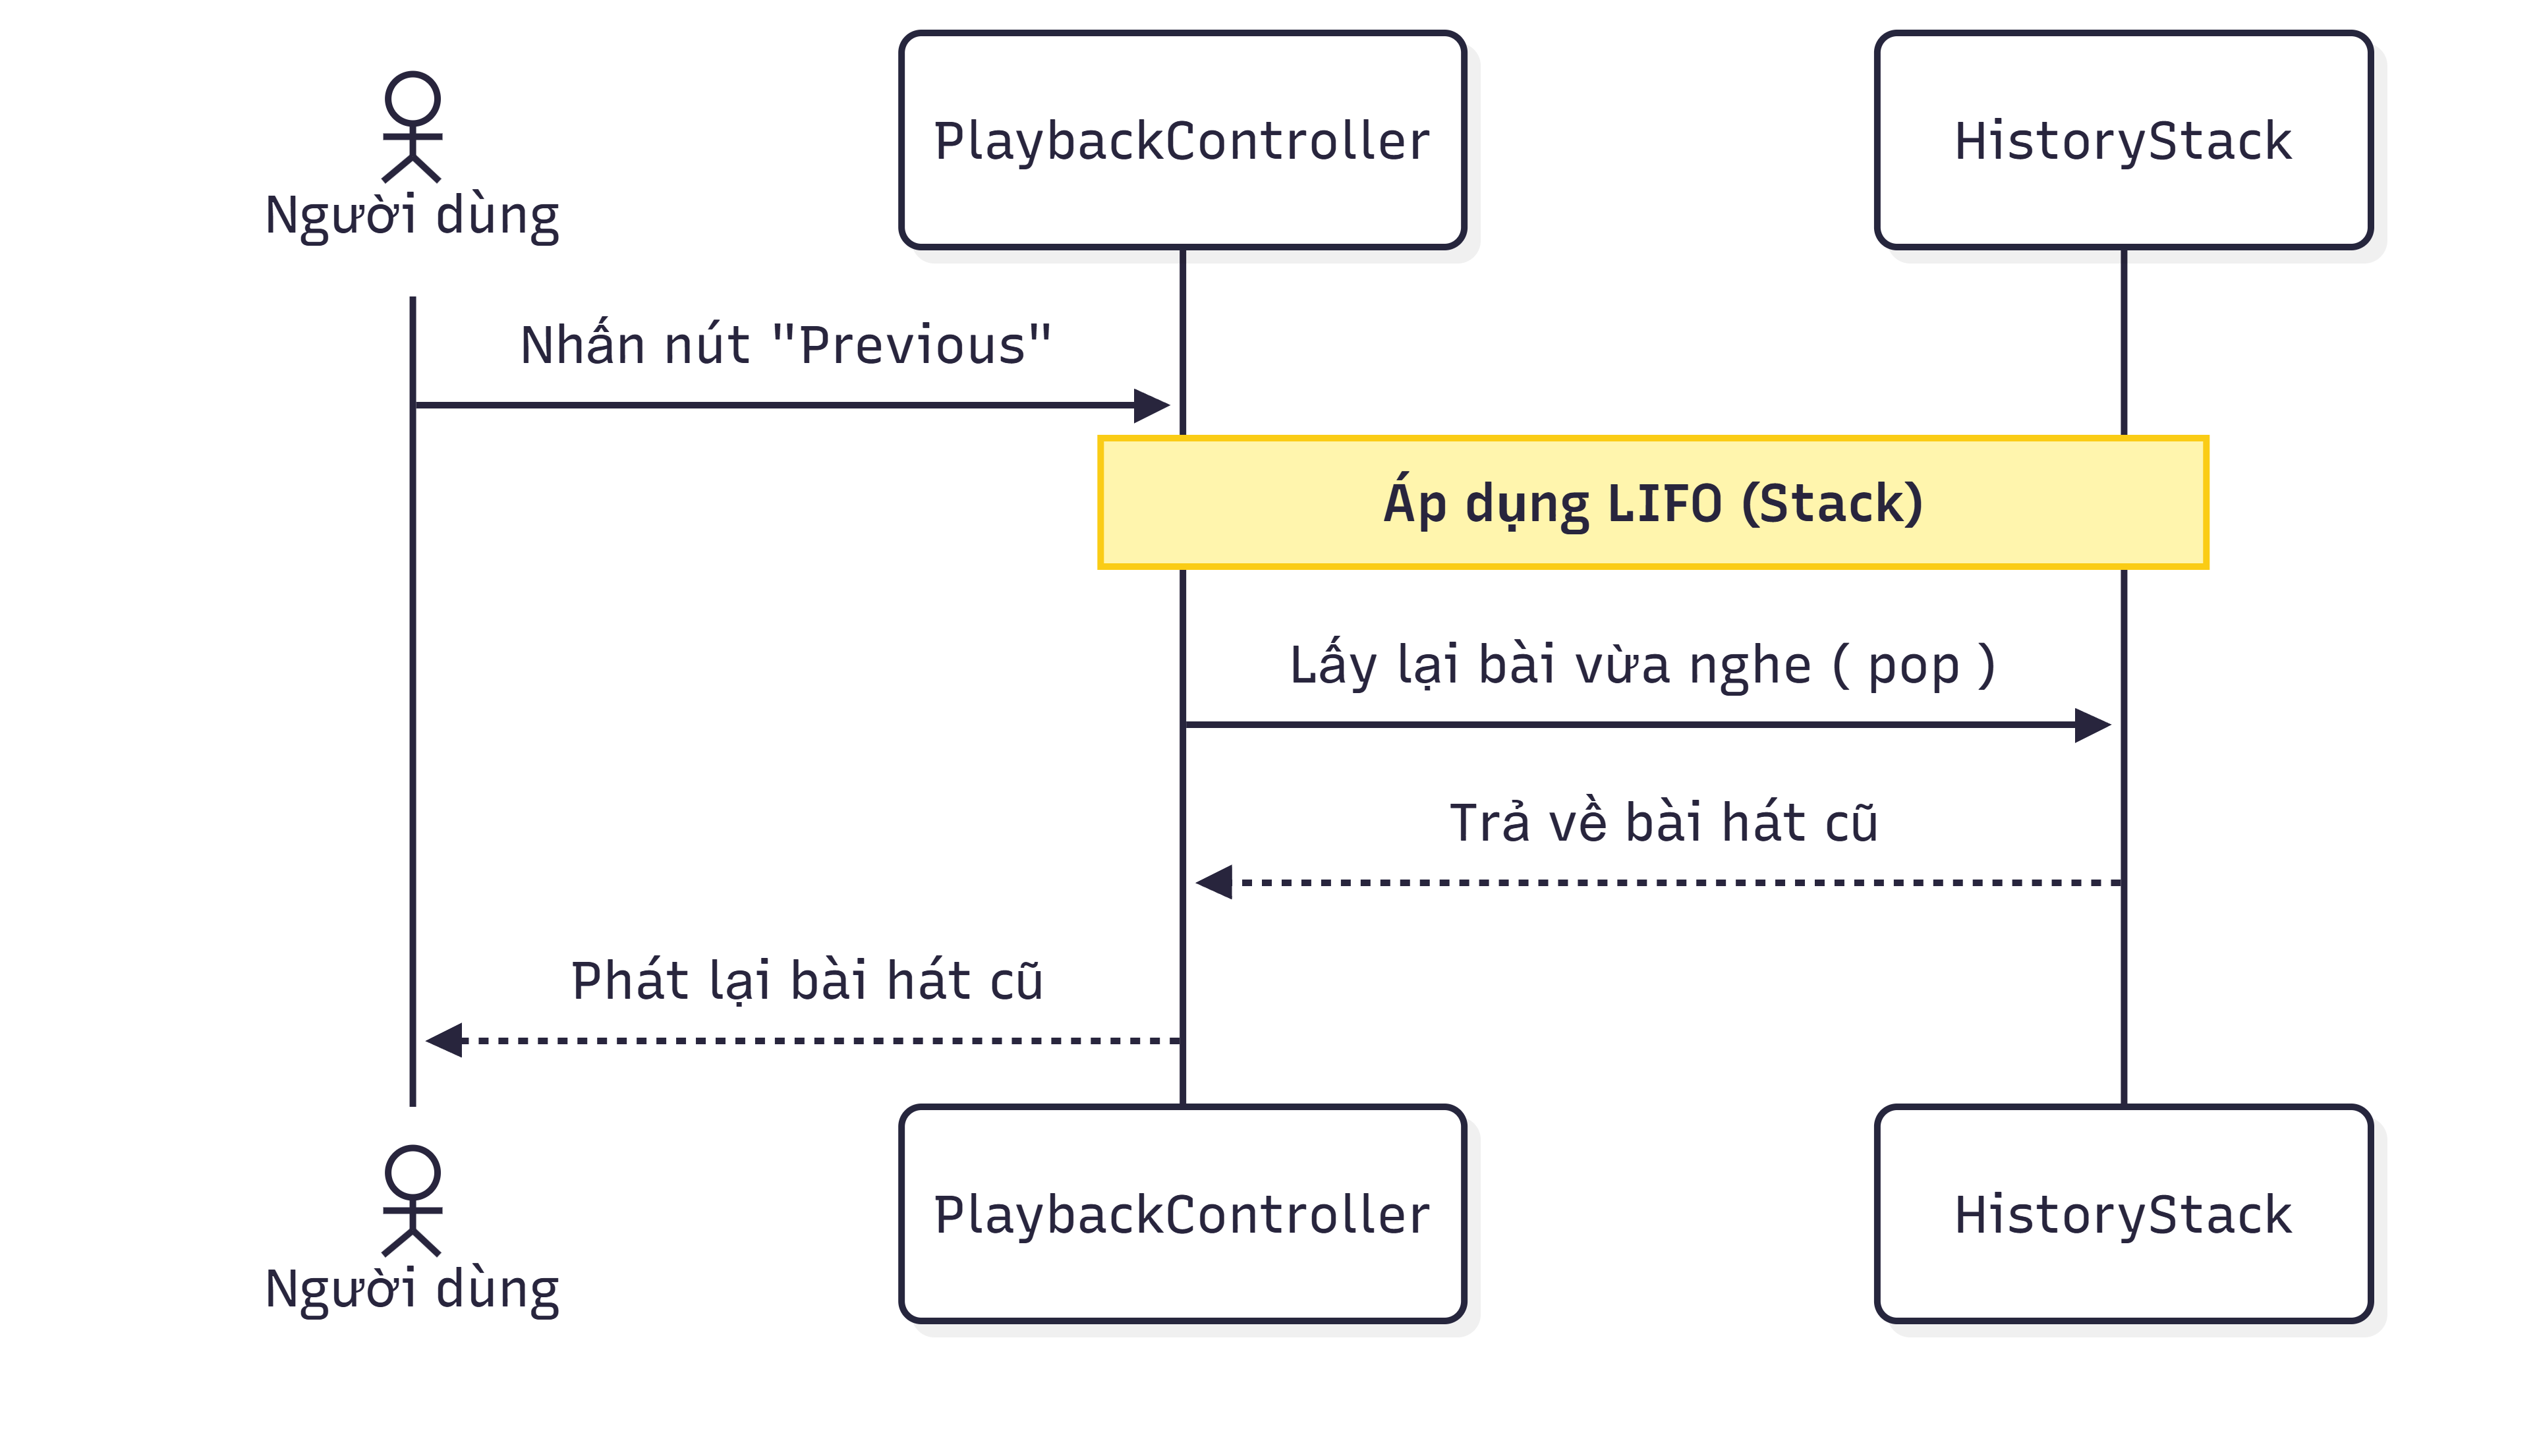 Người dùng
PlaybackController
HistoryStack
Nhấn nút "Previous"
Áp dụng LIFO (Stack)
Lấy lại bài vừa nghe ( pop )
Trả về bài hát cũ
Phát lại bài hát cũ
Người dùng
PlaybackController
HistoryStack